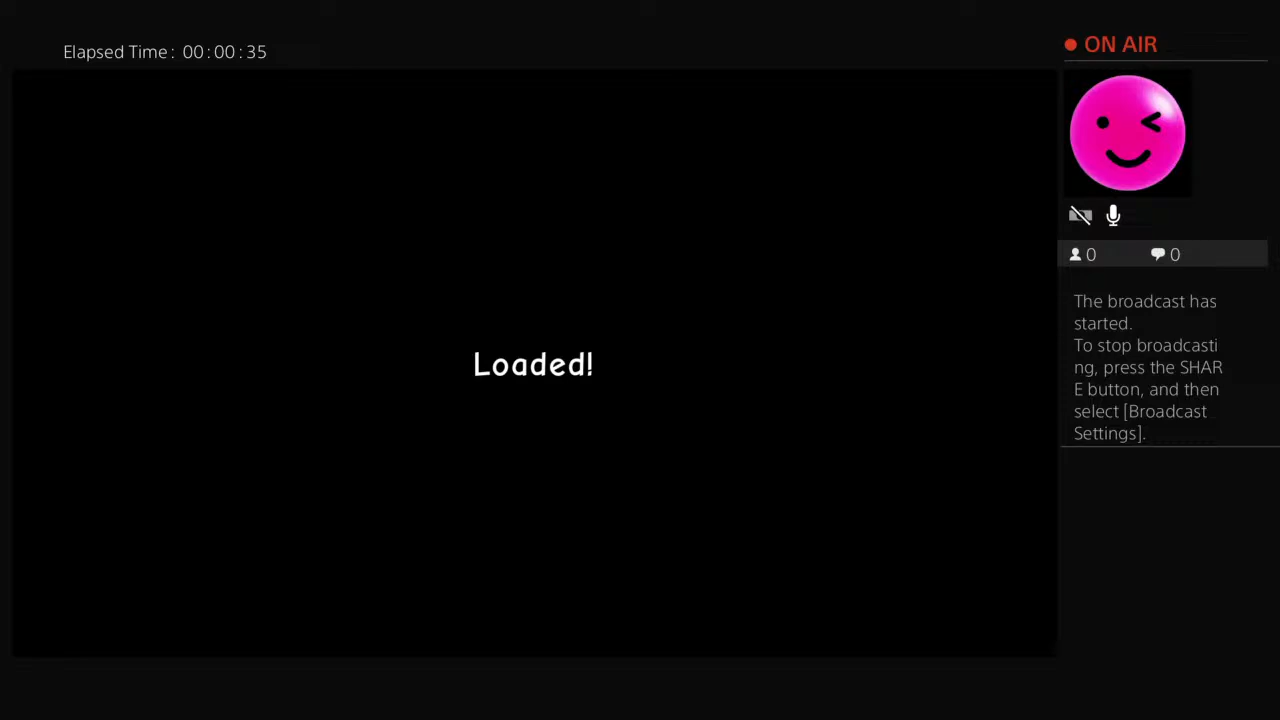 Elapsed Time: 00:00:35
ON AIR
0 0
The broadcast has
started.
To stop broadcasti
ng, press the SHAR
E button, and then
select [Broadcast
Settings].
Loaded!